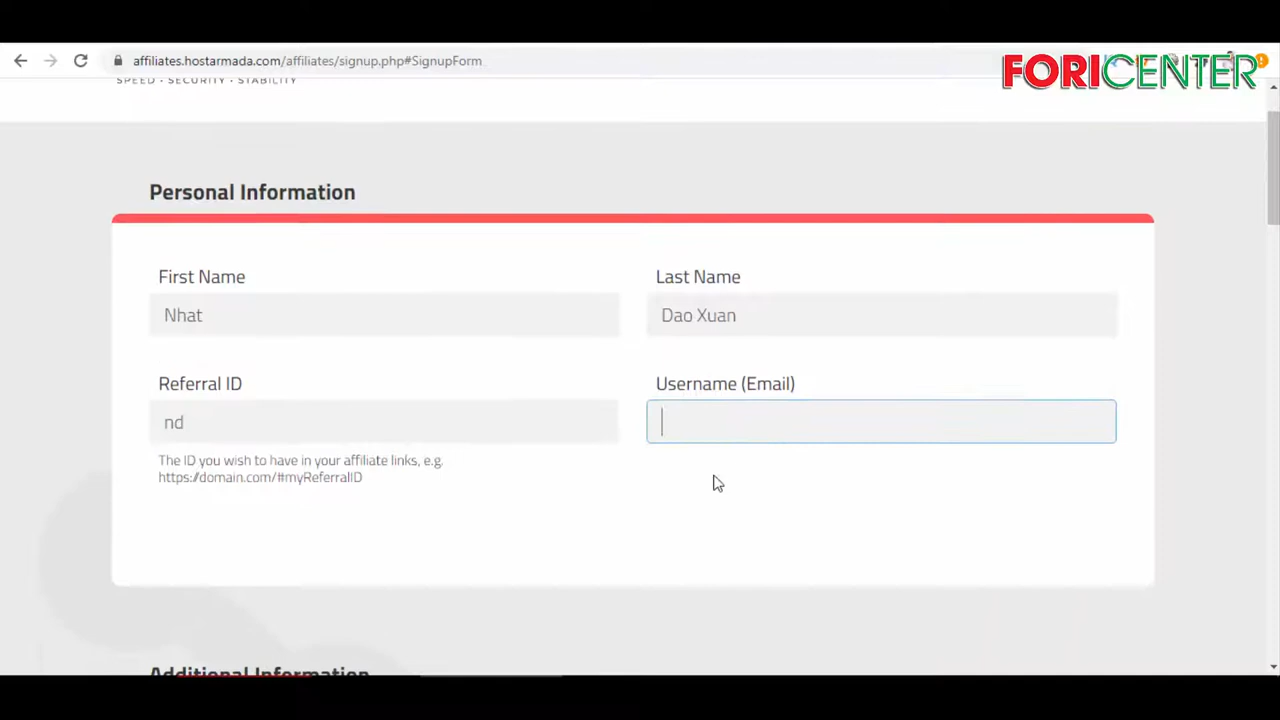 affiliates.hostarmada.com/affiliates/signup.php#SignupForm
FORICENTER
SPEED · SECURITY · STABILITY
Personal Information
First Name
Last Name
Nhat
Dao Xuan
Referral ID
Username (Email)
nd
The ID you wish to have in your affiliate links, e.g.
https://domain.com/#myReferralID
Additional Information